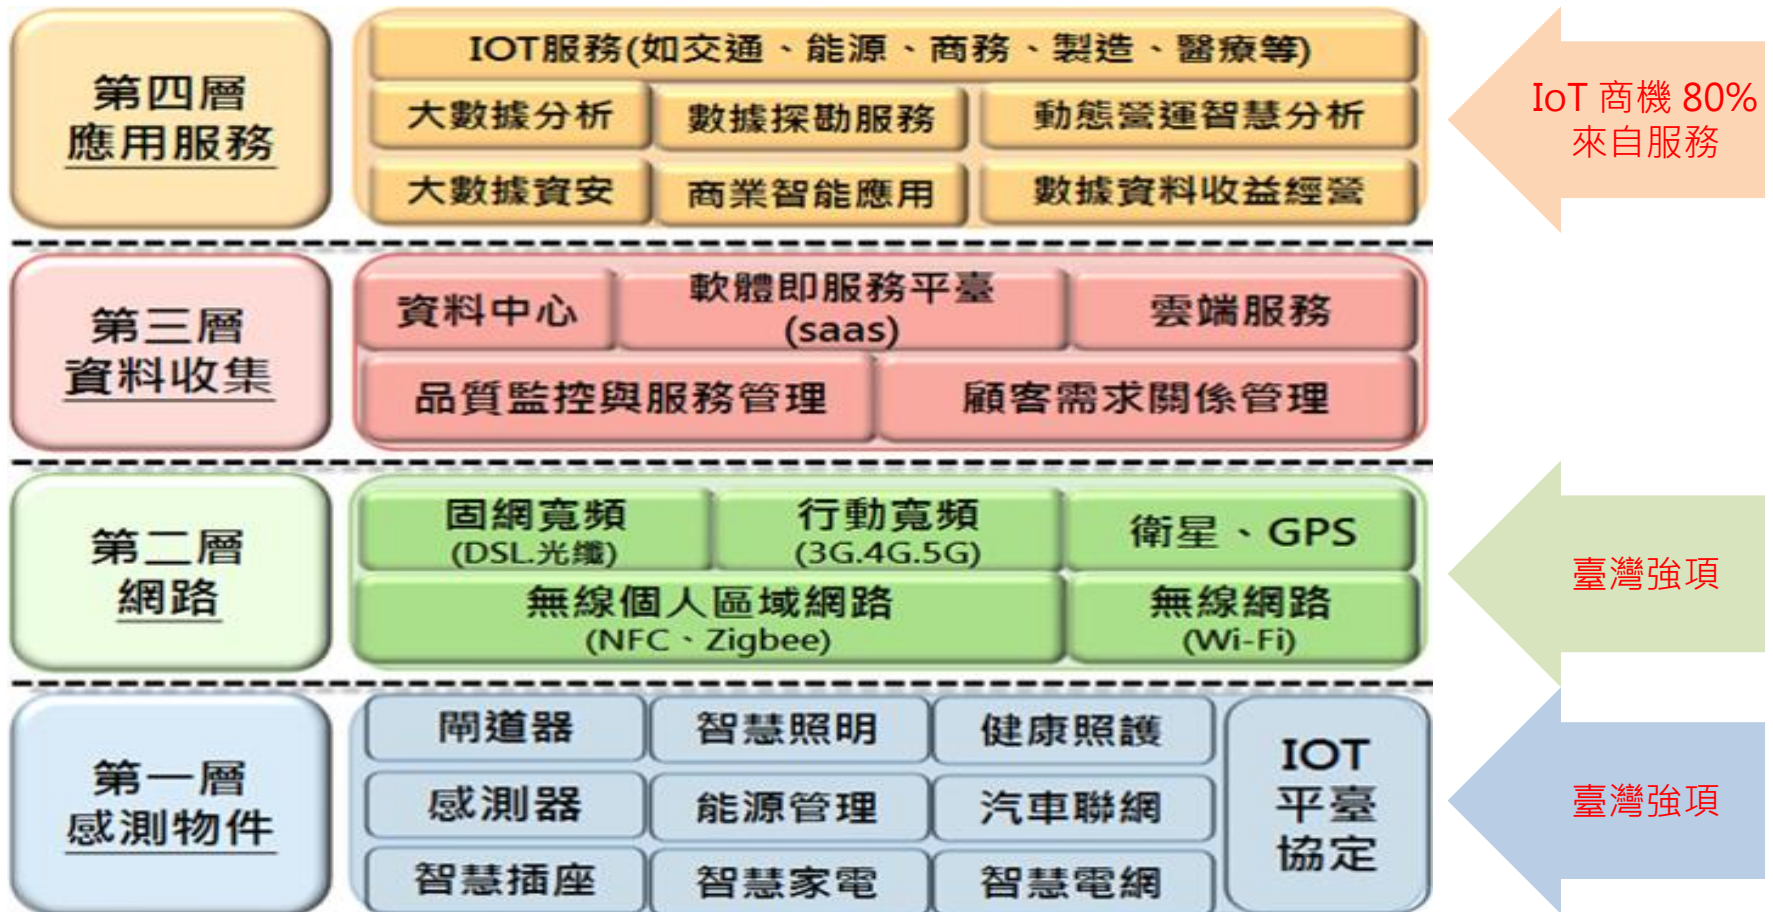 第四層
應用服務
IOT服務(如交通、能源、商務、製造、醫療等)
大數據分析
數據探勘服務
動態營運智慧分析
大數據資安
商業智能應用
數據資料收益經營
IoT 商機 80%
來自服務
第三層
資料收集
資料中心
軟體即服務平臺
(saas)
雲端服務
品質監控與服務管理
顧客需求關係管理
第二層
網路
固網寬頻
(DSL.光纖)
行動寬頻
(3G.4G.5G)
衛星、GPS
無線個人區域網路
(NFC、Zigbee)
無線網路
(Wi-Fi)
臺灣強項
第一層
感測物件
閘道器
智慧照明
健康照護
感測器
能源管理
汽車聯網
智慧插座
智慧家電
智慧電網
IOT
平臺
協定
臺灣強項